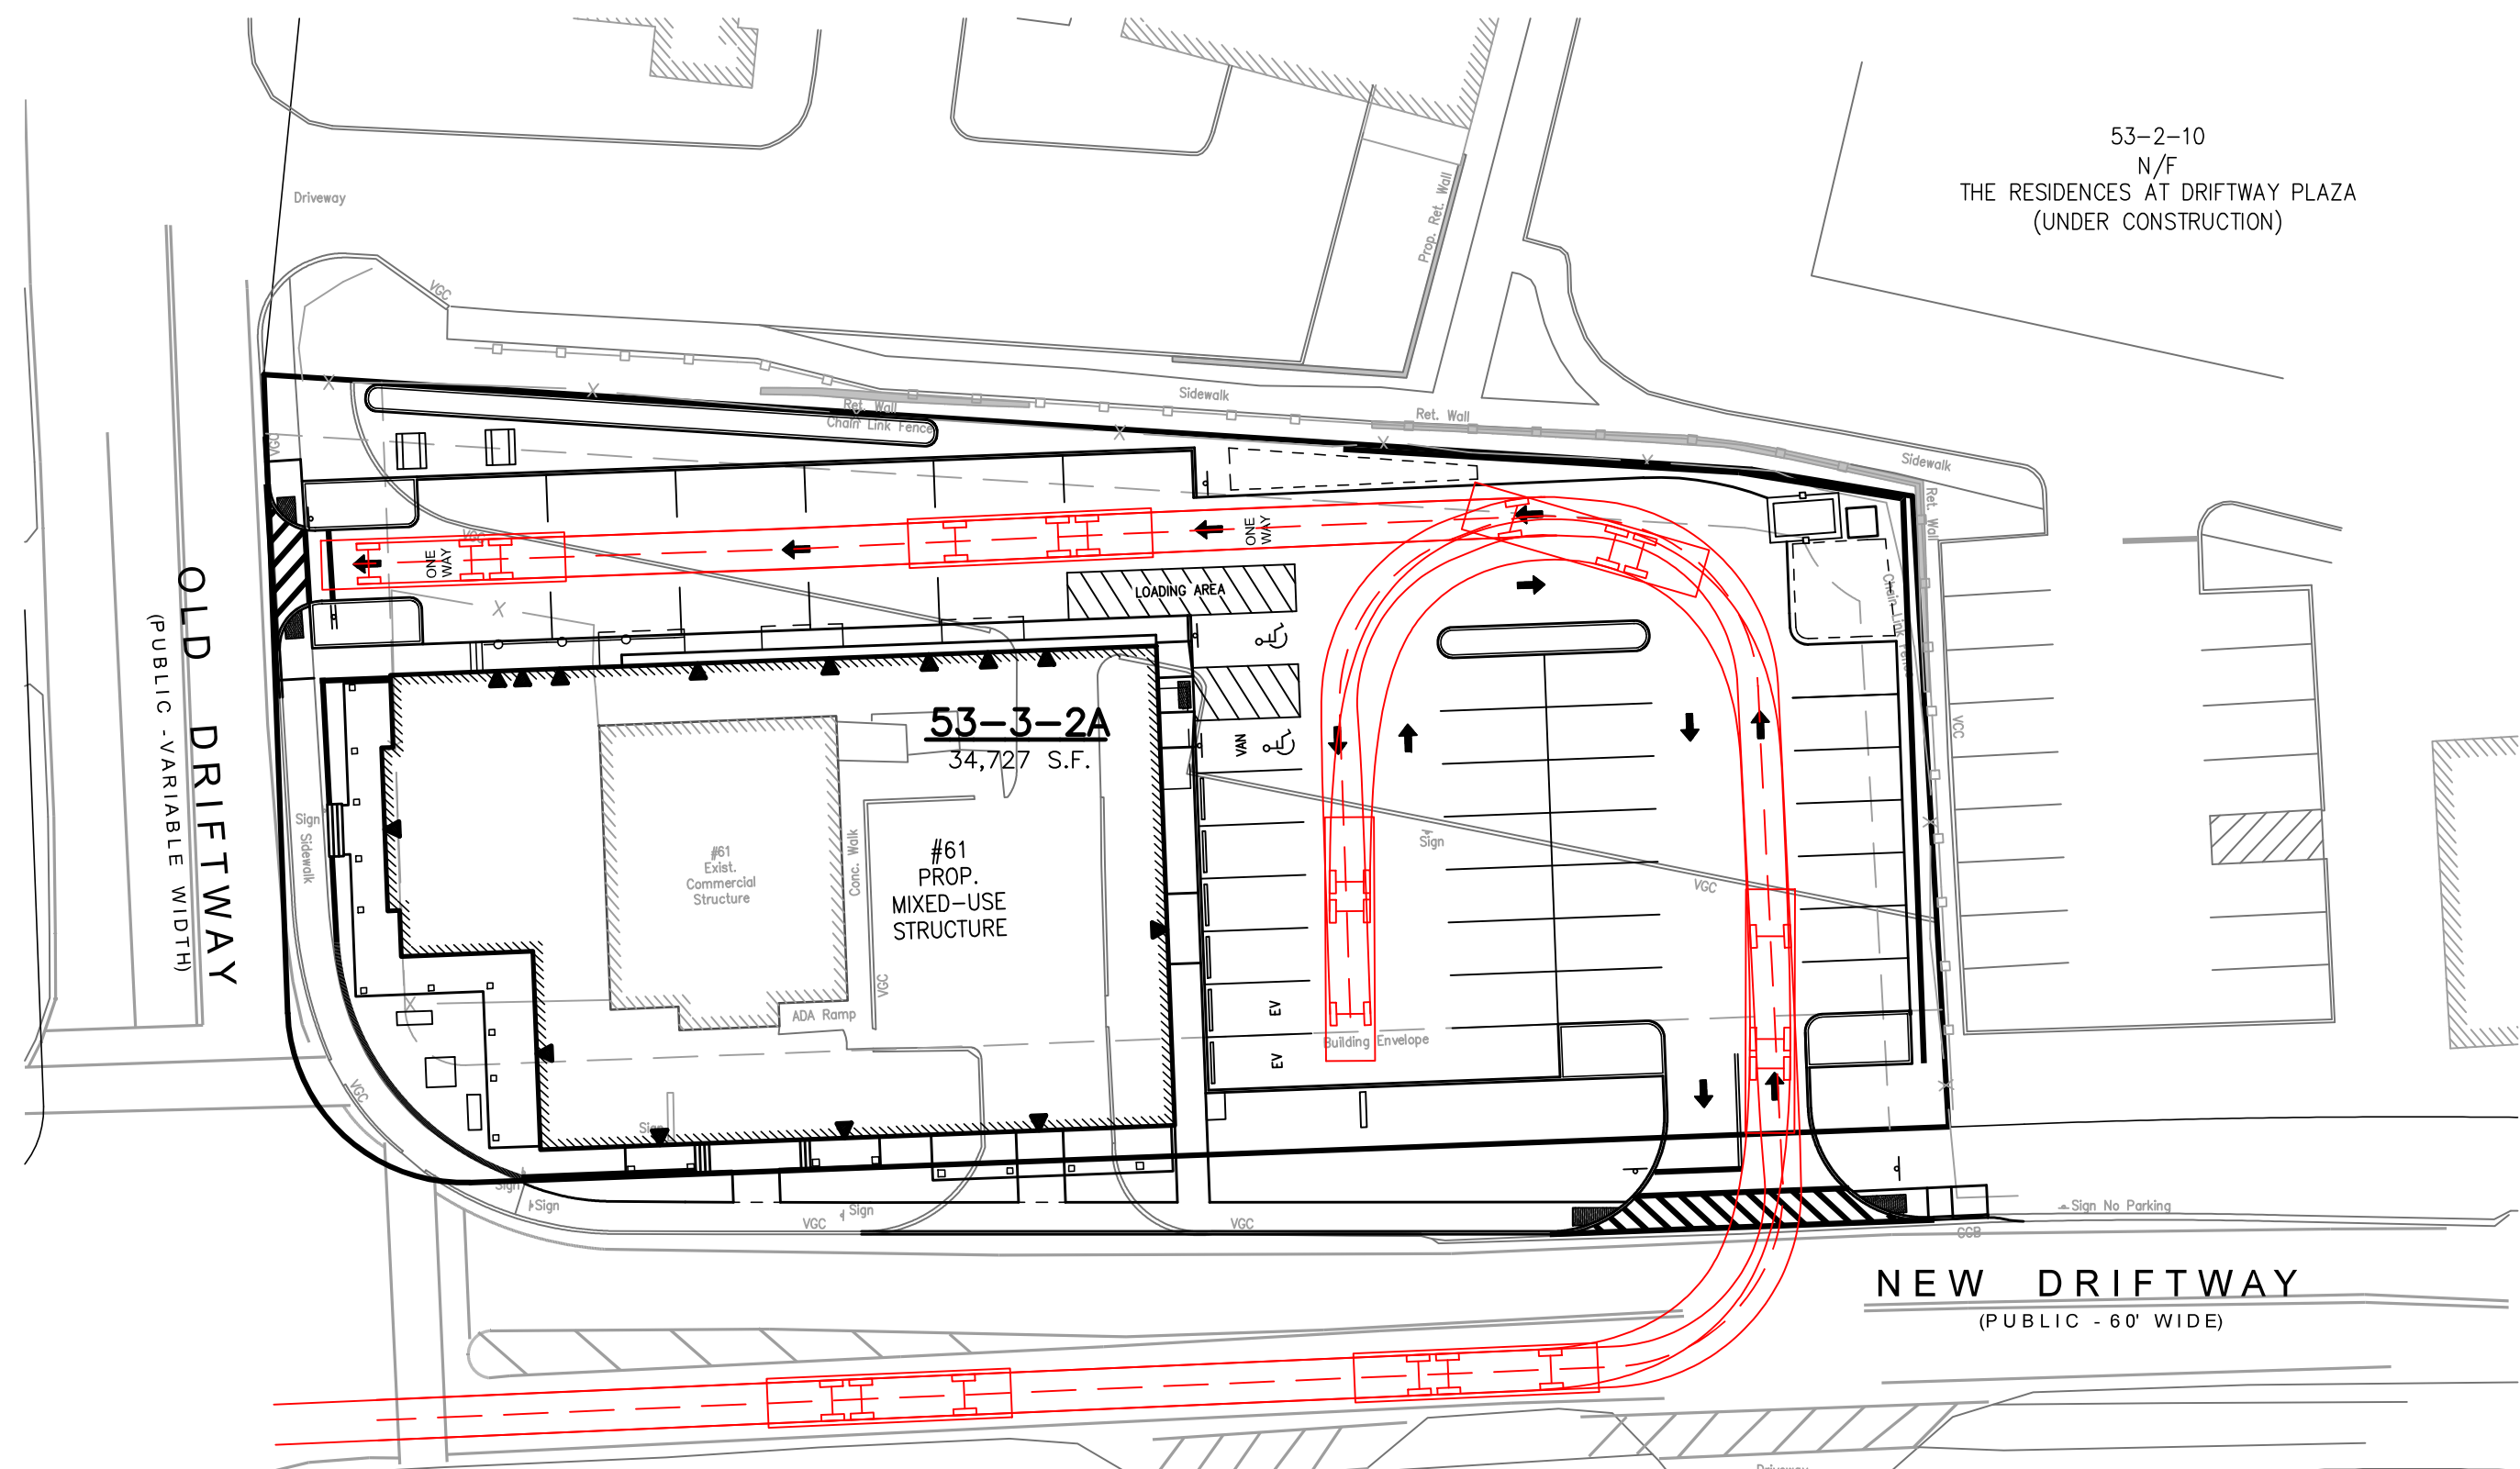 53-2-10
N/F
THE RESIDENCES AT DRIFTWAY PLAZA
(UNDER CONSTRUCTION)
Driveway
VGC
Prop. Ret. Wall
Sidewalk
Ret. Wall
Chain Link Fence
Ret. Wall
Sidewalk
VGC
Ret. Wall
VGC
ONE
WAY
ONE
WAY
LOADING AREA
Chain Link Fence
OLD DRIFTWAY
(PUBLIC - VARIABLE WIDTH)
53-3-2A
34,727 S.F.
VAN
VCC
Sign
Sidewalk
#61
Exist.
Commercial
Structure
Conc. Walk
#61
PROP.
MIXED-USE
STRUCTURE
Sign
VGC
VGC
ADA Ramp
EV
EV
Building Envelope
VGC
Sign
Sign
Sign
Sign
VGC
VGC
Sign No Parking
CCB
NEW DRIFTWAY
(PUBLIC - 60' WIDE)